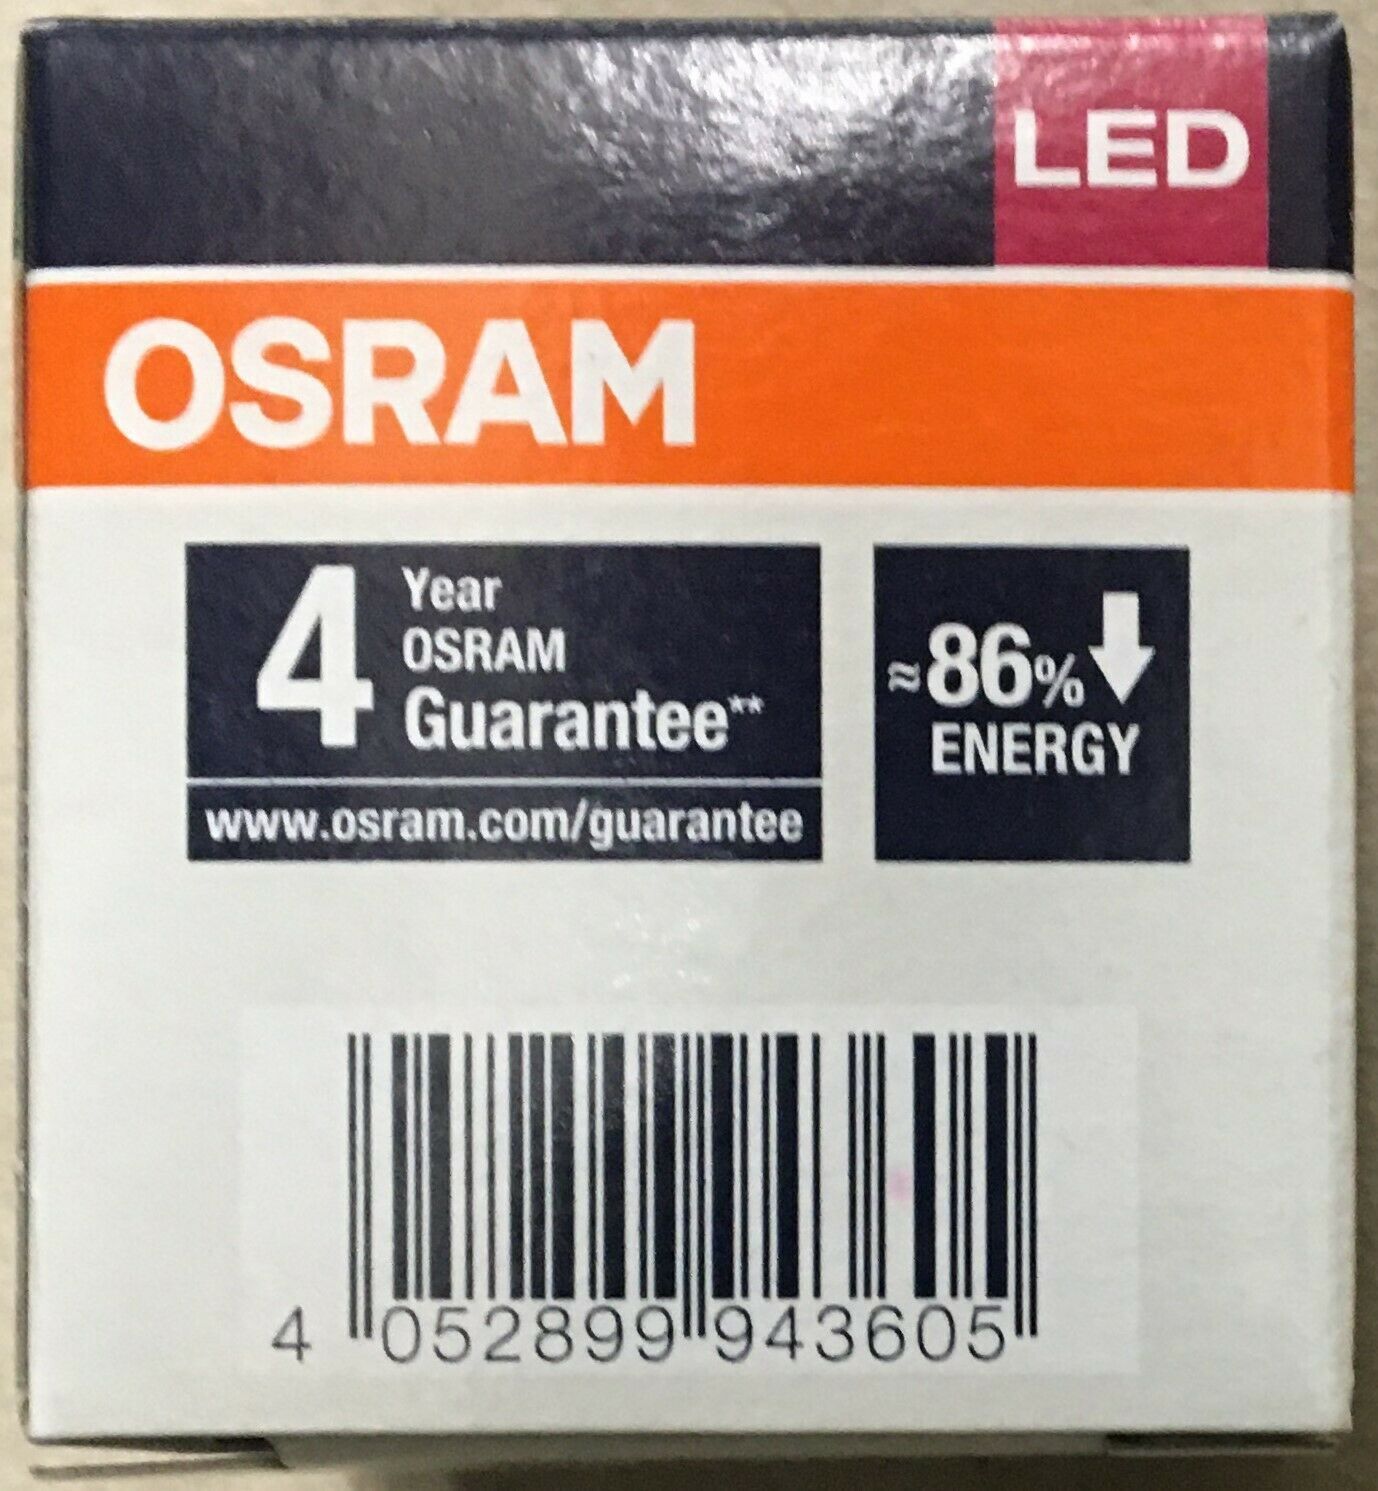 LED
OSRAM
4 Year
OSRAM
Guarantee**
www.osram.com/guarantee
≈86%
ENERGY
4 052899 943605